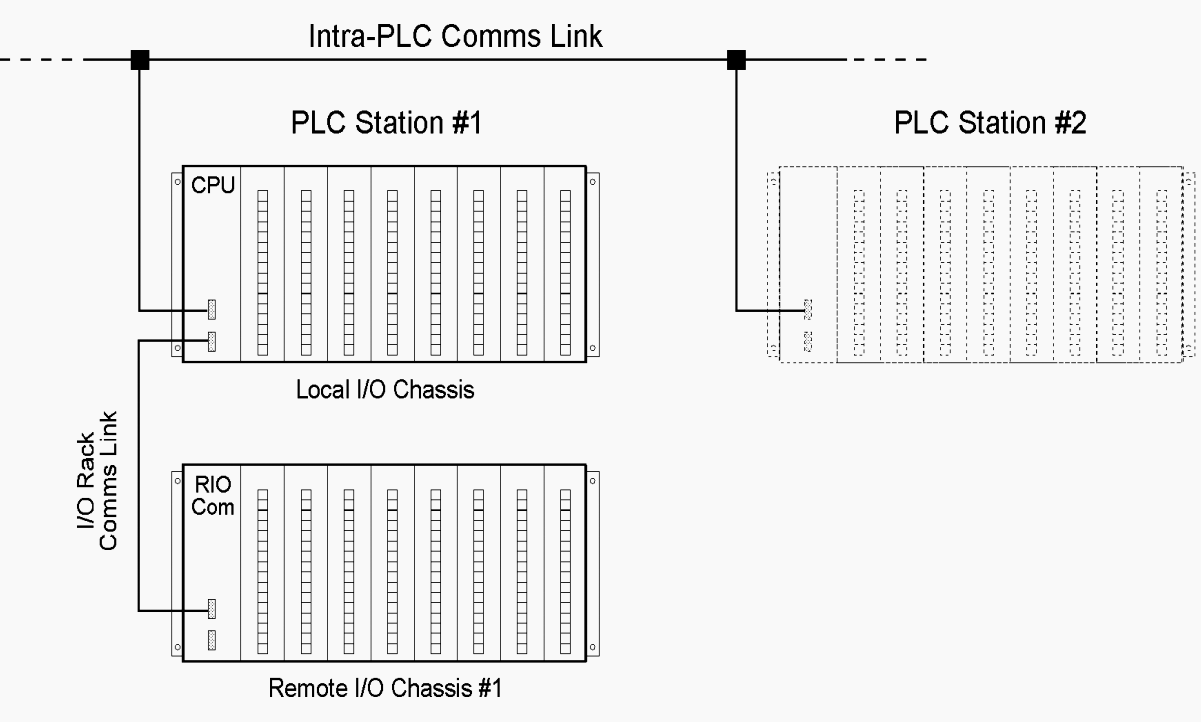 Intra-PLC Comms Link
PLC Station #1
PLC Station #2
CPU
Local I/O Chassis
I/O Rack
Comms Link
RIO
Com
Remote I/O Chassis #1